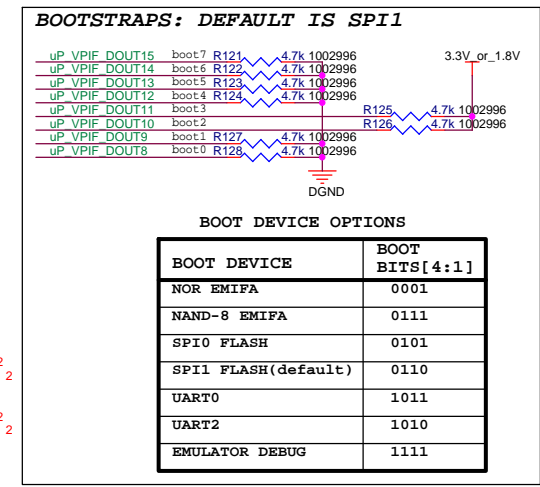 BOOTSTRAPS: DEFAULT IS SPI1
uP_VPIF_DOUT15 boot7 R121 4.7k 1002996 3.3V_or_1.8V
uP_VPIF_DOUT14 boot6 R122 4.7k 1002996
uP_VPIF_DOUT13 boot5 R123 4.7k 1002996
uP_VPIF_DOUT12 boot4 R124 4.7k 1002996
uP_VPIF_DOUT11 boot3 R125 4.7k 1002996
uP_VPIF_DOUT10 boot2 R126 4.7k 1002996
uP_VPIF_DOUT9 boot1 R127 4.7k 1002996
uP_VPIF_DOUT8 boot0 R128 4.7k 1002996
DGND
BOOT DEVICE OPTIONS
BOOT DEVICE BOOT BITS[4:1]
NOR EMIFA 0001
NAND-8 EMIFA 0111
SPI0 FLASH 0101
SPI1 FLASH(default) 0110
UART0 1011
UART2 1010
EMULATOR DEBUG 1111
2
2
2
2